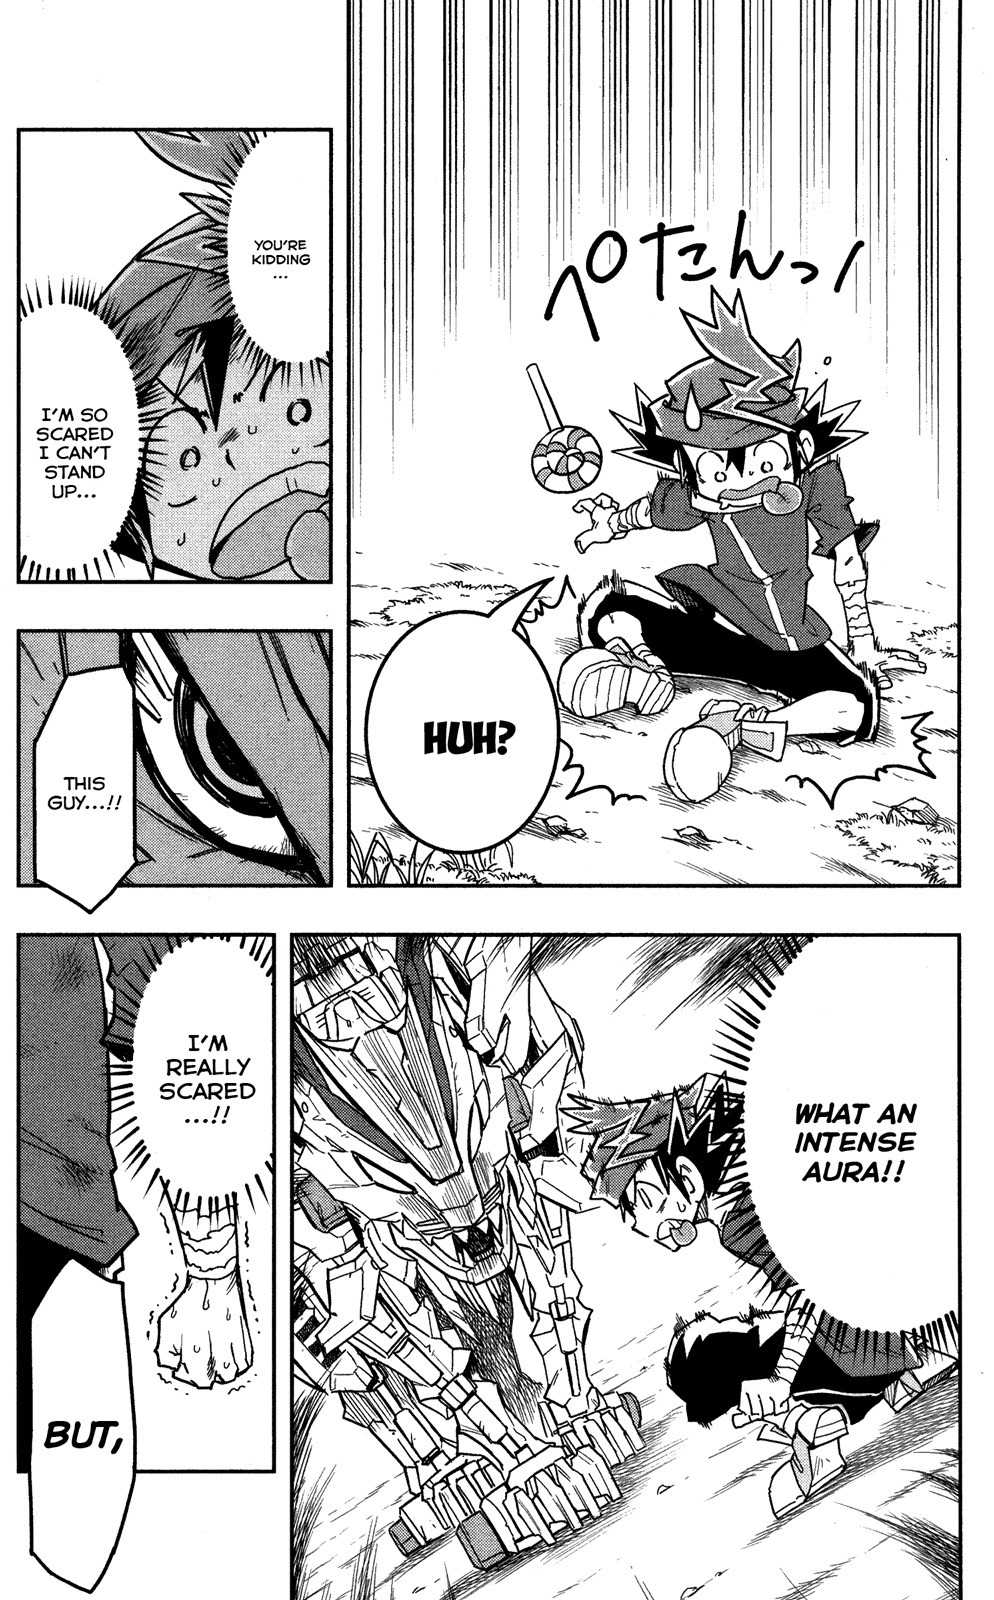 ペたんっ
HUH?
YOU'RE
KIDDING
...
I'M SO
SCARED
I CAN'T
STAND
UP...
THIS
GUY...!!
WHAT AN
INTENSE
AURA!!
I'M
REALLY
SCARED
...!!
BUT,